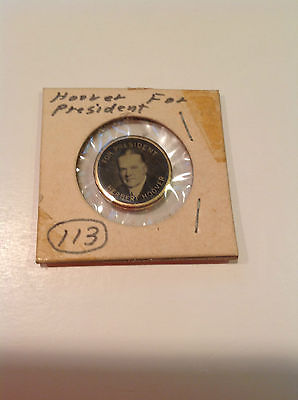 Hoover For
President
FOR PRESIDENT
HERBERT HOOVER
113